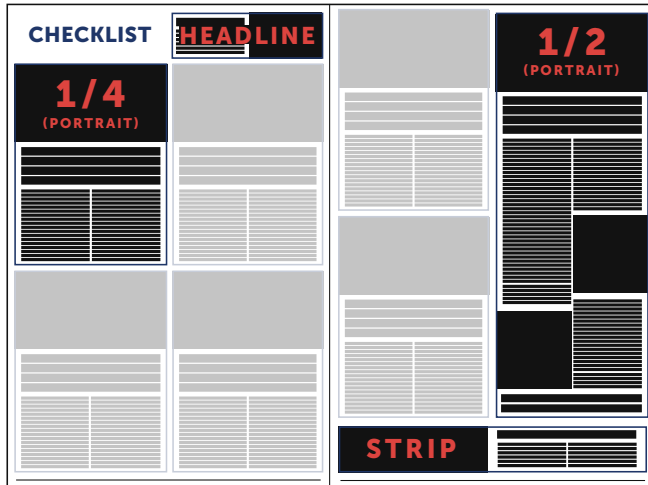 CHECKLIST
HEADLINE
1/4
(PORTRAIT)
1/2
(PORTRAIT)
STRIP